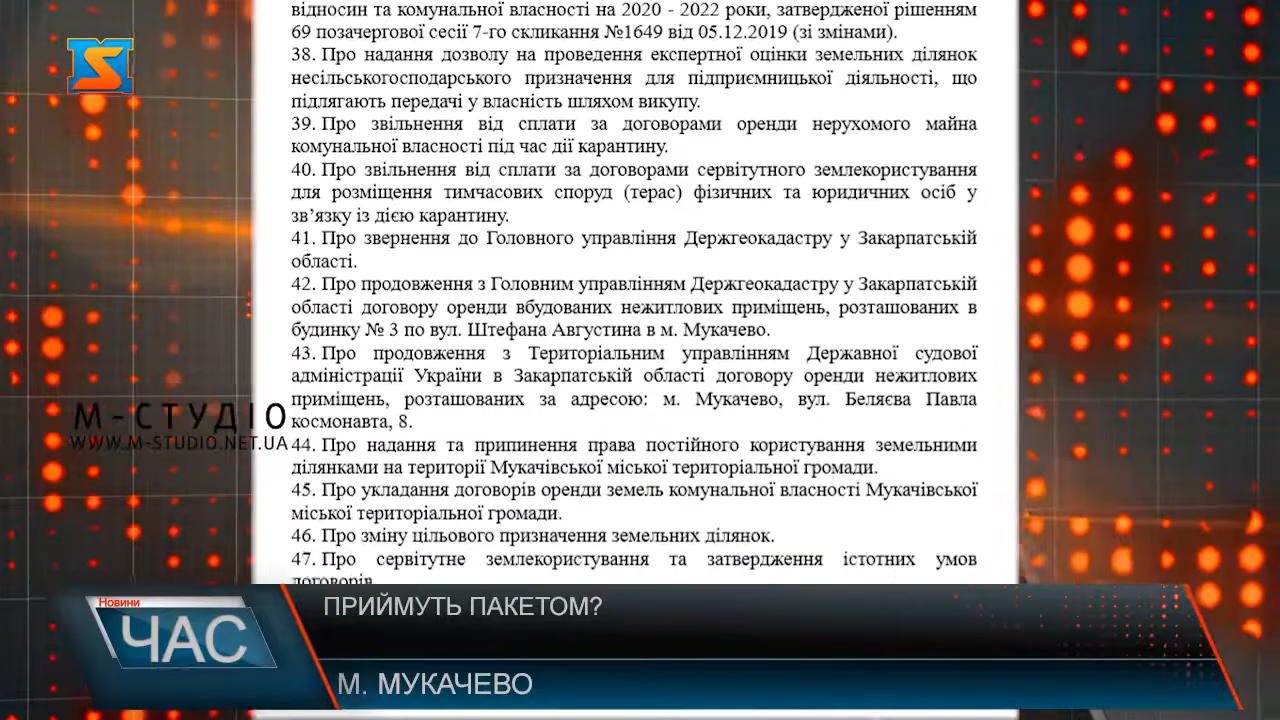 відносин та комунальної власності на 2020 - 2022 роки, затвердженої рішенням
69 позачергової сесії 7-го скликання №1649 від 05.12.2019 (зі змінами).
38. Про надання дозволу на проведення експертної оцінки земельних ділянок
несільськогосподарського призначення для підприємницької діяльності, що
підлягають передачі у власність шляхом викупу.
39. Про звільнення від сплати за договорами оренди нерухомого майна
комунальної власності під час дії карантину.
40. Про звільнення від сплати за договорами сервітутного землекористування
для розміщення тимчасових споруд (терас) фізичних та юридичних осіб у
зв’язку із дією карантину.
41. Про звернення до Головного управління Держгеокадастру у Закарпатській
області.
42. Про продовження з Головним управлінням Держгеокадастру у Закарпатській
області договору оренди вбудованих нежитлових приміщень, розташованих в
будинку № 3 по вул. Штефана Августина в м. Мукачево.
43. Про продовження з Територіальним управлінням Державної судової
адміністрації України в Закарпатській області договору оренди нежитлових
приміщень, розташованих за адресою: м. Мукачево, вул. Беляєва Павла
космонавта, 8.
44. Про надання та припинення права постійного користування земельними
ділянками на території Мукачівської міської територіальної громади.
45. Про укладання договорів оренди земель комунальної власності Мукачівської
міської територіальної громади.
46. Про зміну цільового призначення земельних ділянок.
47. Про сервітутне землекористування та затвердження істотних умов
договорів.
М-СТУДІО
WWW.M-STUDIO.NET.UA
Новини
ЧАС
ПРИЙМУТЬ ПАКЕТОМ?
М. МУКАЧЕВО